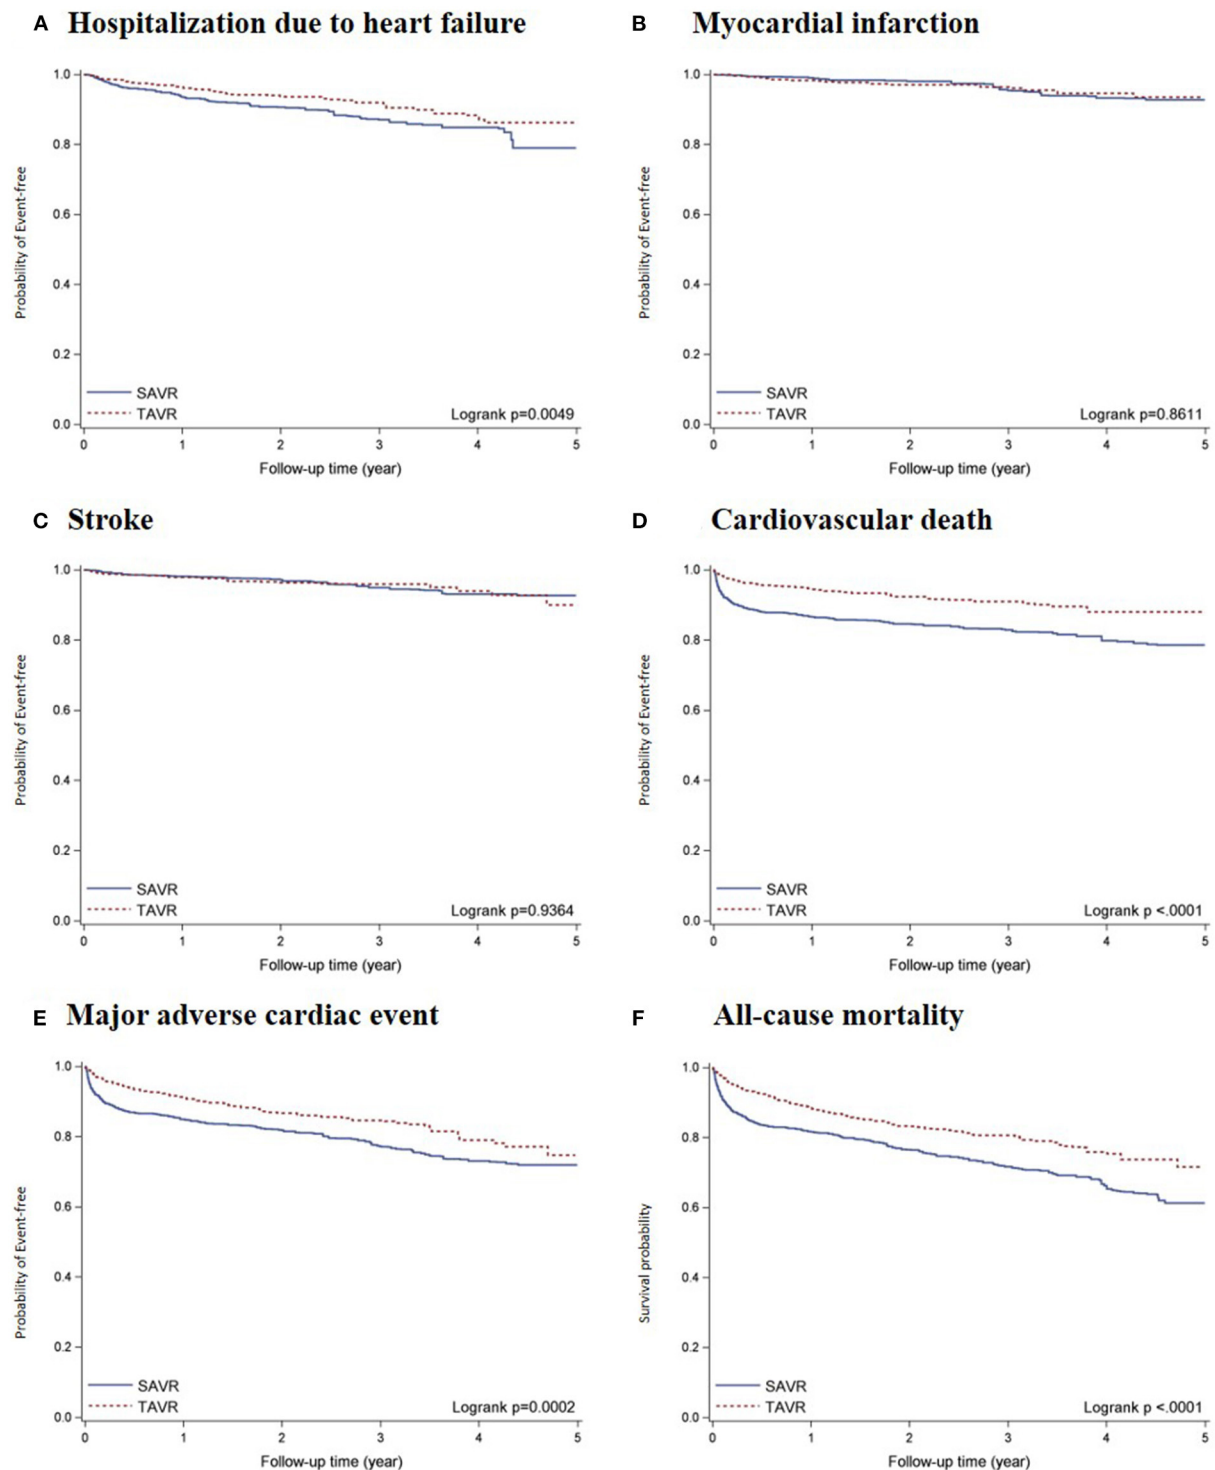 A Hospitalization due to heart failure
Probability of Event-free
1.0
0.8
0.6
0.4
0.2
0.0
SAVR
TAVR
Logrank p=0.0049
0 1 2 3 4 5
Follow-up time (year)
B Myocardial infarction
Probability of Event-free
1.0
0.8
0.6
0.4
0.2
0.0
SAVR
TAVR
Logrank p=0.8611
0 1 2 3 4 5
Follow-up time (year)
C Stroke
Probability of Event-free
1.0
0.8
0.6
0.4
0.2
0.0
SAVR
TAVR
Logrank p=0.9364
0 1 2 3 4 5
Follow-up time (year)
D Cardiovascular death
Probability of Event-free
1.0
0.8
0.6
0.4
0.2
0.0
SAVR
TAVR
Logrank p <.0001
0 1 2 3 4 5
Follow-up time (year)
E Major adverse cardiac event
Probability of Event-free
1.0
0.8
0.6
0.4
0.2
0.0
SAVR
TAVR
Logrank p=0.0002
0 1 2 3 4 5
Follow-up time (year)
F All-cause mortality
Survival probability
1.0
0.8
0.6
0.4
0.2
0.0
SAVR
TAVR
Logrank p <.0001
0 1 2 3 4 5
Follow-up time (year)